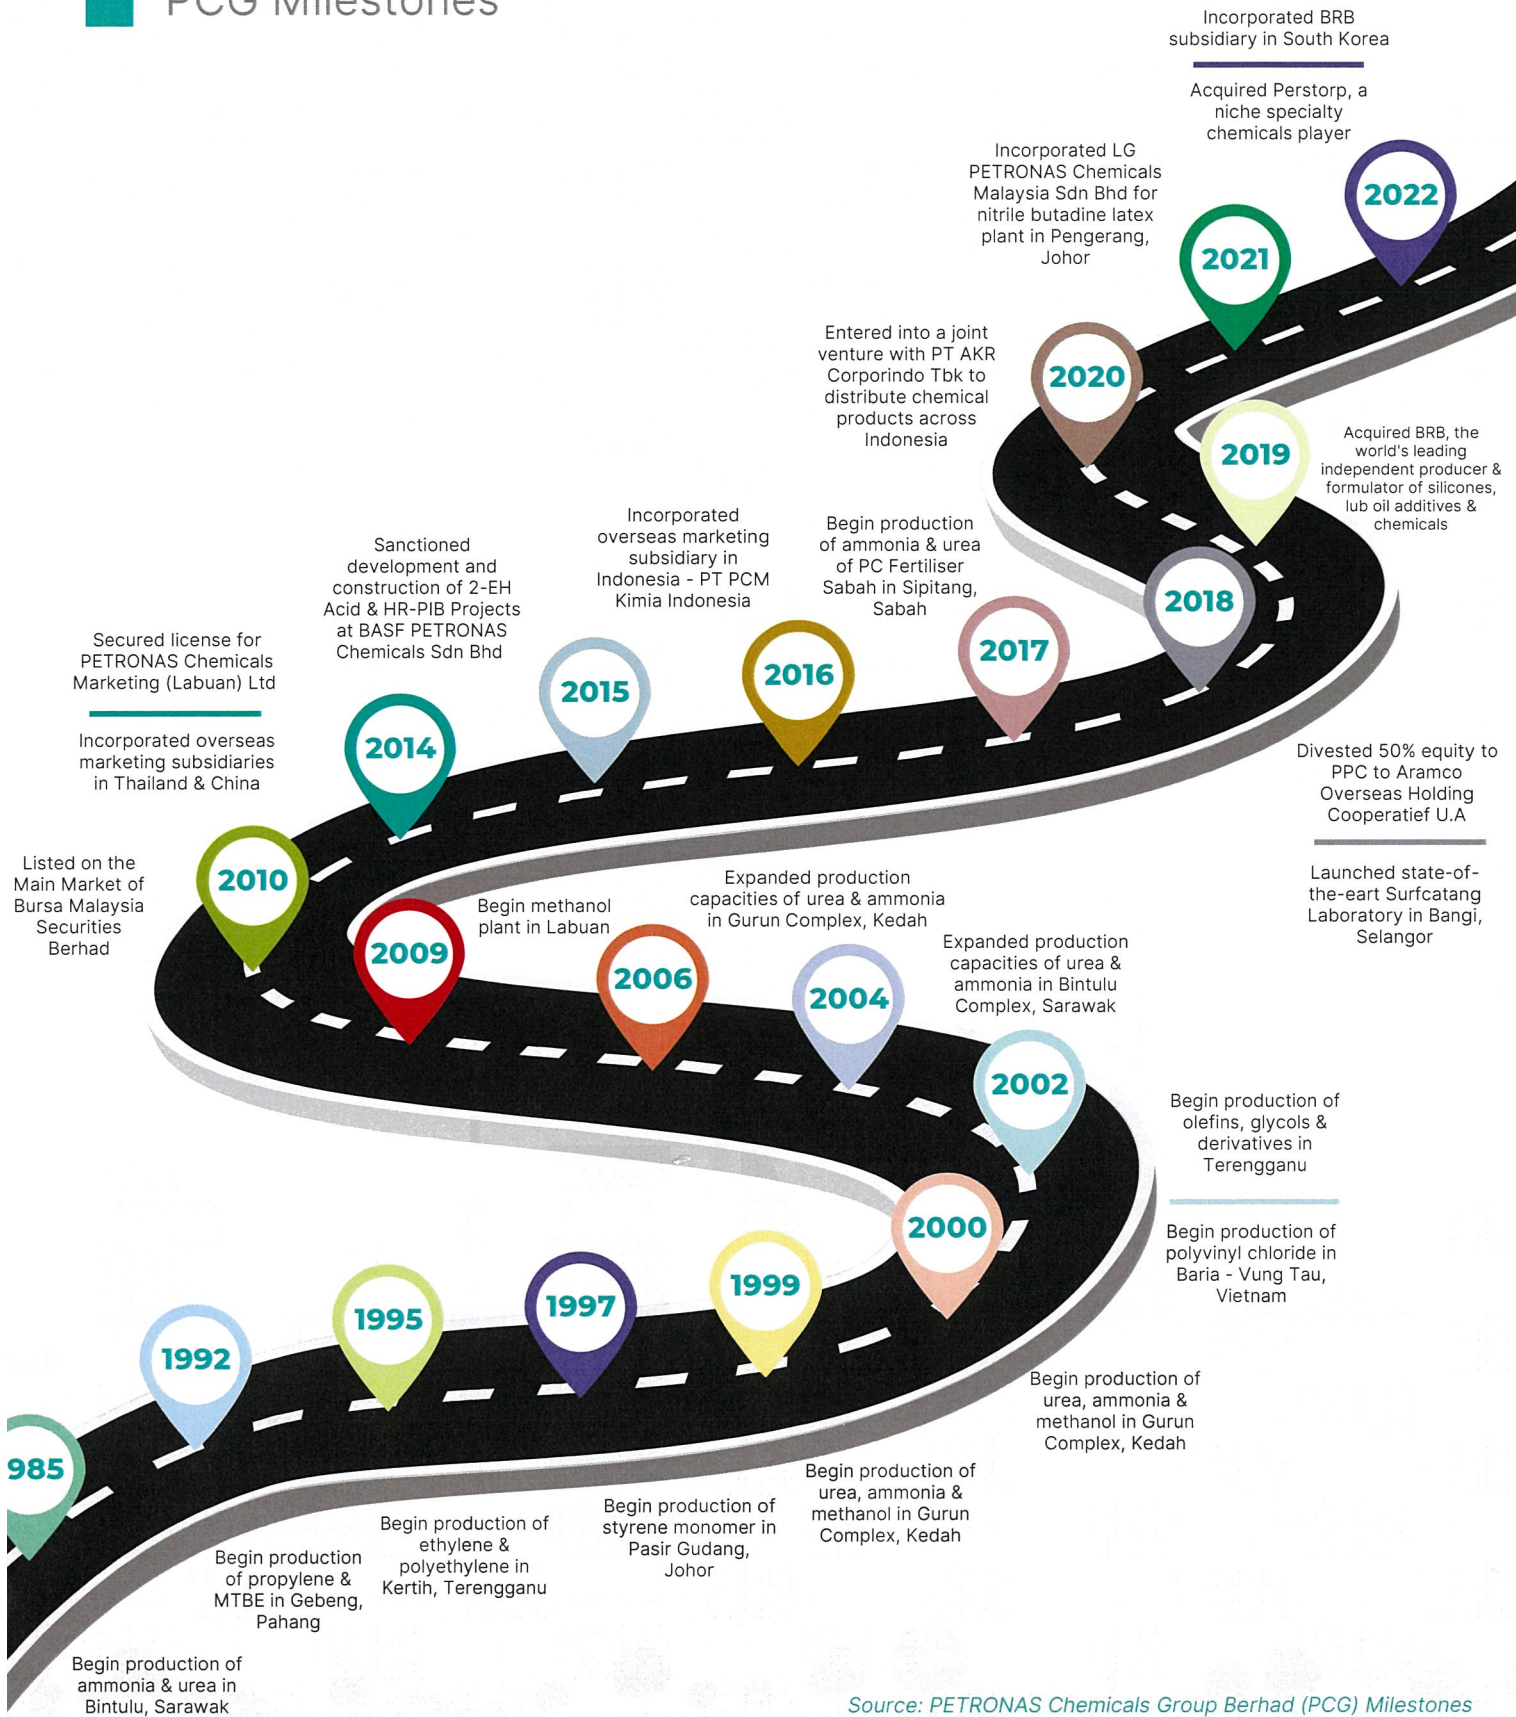 PCG Milestones
Incorporated BRB
subsidiary in South Korea
Acquired Perstorp, a
niche specialty
chemicals player
2022
Incorporated LG
PETRONAS Chemicals
Malaysia Sdn Bhd for
nitrile butadine latex
plant in Pengerang,
Johor
2021
Entered into a joint
venture with PT AKR
Corporindo Tbk to
distribute chemical
products across
Indonesia
2020
2019
Acquired BRB, the
world's leading
independent producer &
formulator of silicones,
lub oil additives &
chemicals
Secured license for
PETRONAS Chemicals
Marketing (Labuan) Ltd
Incorporated overseas
marketing subsidiaries
in Thailand & China
2014
Sanctioned
development and
construction of 2-EH
Acid & HR-PIB Projects
at BASF PETRONAS
Chemicals Sdn Bhd
2015
Incorporated
overseas marketing
subsidiary in
Indonesia - PT PCM
Kimia Indonesia
2016
Begin production
of ammonia & urea
of PC Fertiliser
Sabah in Sipitang,
Sabah
2017
2018
Divested 50% equity to
PPC to Aramco
Overseas Holding
Cooperatief U.A
Launched state-of-
the-eart Surfcatang
Laboratory in Bangi,
Selangor
Listed on the
Main Market of
Bursa Malaysia
Securities
Berhad
2010
2009
Begin methanol
plant in Labuan
2006
Expanded production
capacities of urea & ammonia
in Gurun Complex, Kedah
2004
Expanded production
capacities of urea &
ammonia in Bintulu
Complex, Sarawak
2002
Begin production of
olefins, glycols &
derivatives in
Terengganu
Begin production of
polyvinyl chloride in
Baria - Vung Tau,
Vietnam
2000
1999
1997
1995
1992
985
Begin production of
urea, ammonia &
methanol in Gurun
Complex, Kedah
Begin production of
urea, ammonia &
methanol in Gurun
Complex, Kedah
Begin production of
styrene monomer in
Pasir Gudang,
Johor
Begin production of
ethylene &
polyethylene in
Kertih, Terengganu
Begin production
of propylene &
MTBE in Gebeng,
Pahang
Begin production of
ammonia & urea in
Bintulu, Sarawak
Source: PETRONAS Chemicals Group Berhad (PCG) Milestones